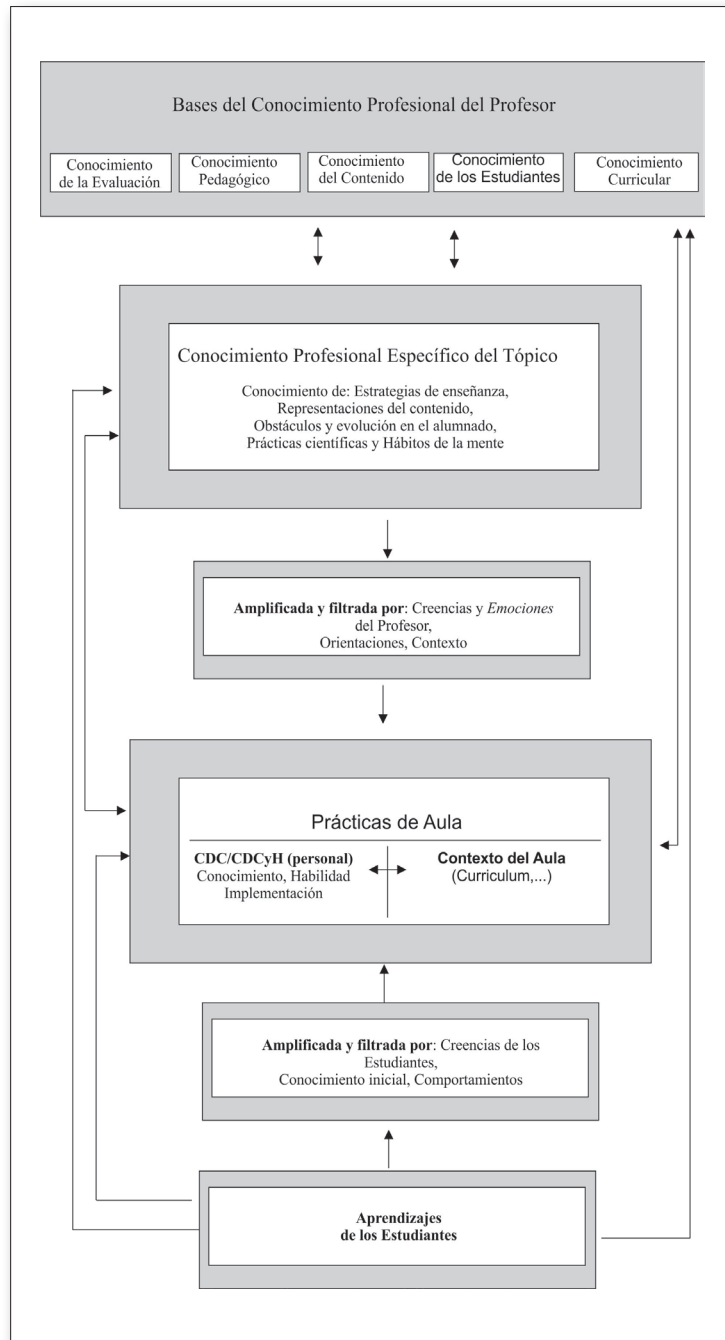 Bases del Conocimiento Profesional del Profesor
Conocimiento
de la Evaluación
Conocimiento
Pedagógico
Conocimiento
del Contenido
Conocimiento
de los Estudiantes
Conocimiento
Curricular
Conocimiento Profesional Específico del Tópico
Conocimiento de: Estrategias de enseñanza,
Representaciones del contenido,
Obstáculos y evolución en el alumnado,
Prácticas científicas y Hábitos de la mente
Amplificada y filtrada por: Creencias y Emociones
del Profesor,
Orientaciones, Contexto
Prácticas de Aula
CDC/CDCyH (personal)
Conocimiento, Habilidad
Implementación
Contexto del Aula
(Curriculum,...)
Amplificada y filtrada por: Creencias de los
Estudiantes,
Conocimiento inicial, Comportamientos
Aprendizajes
de los Estudiantes